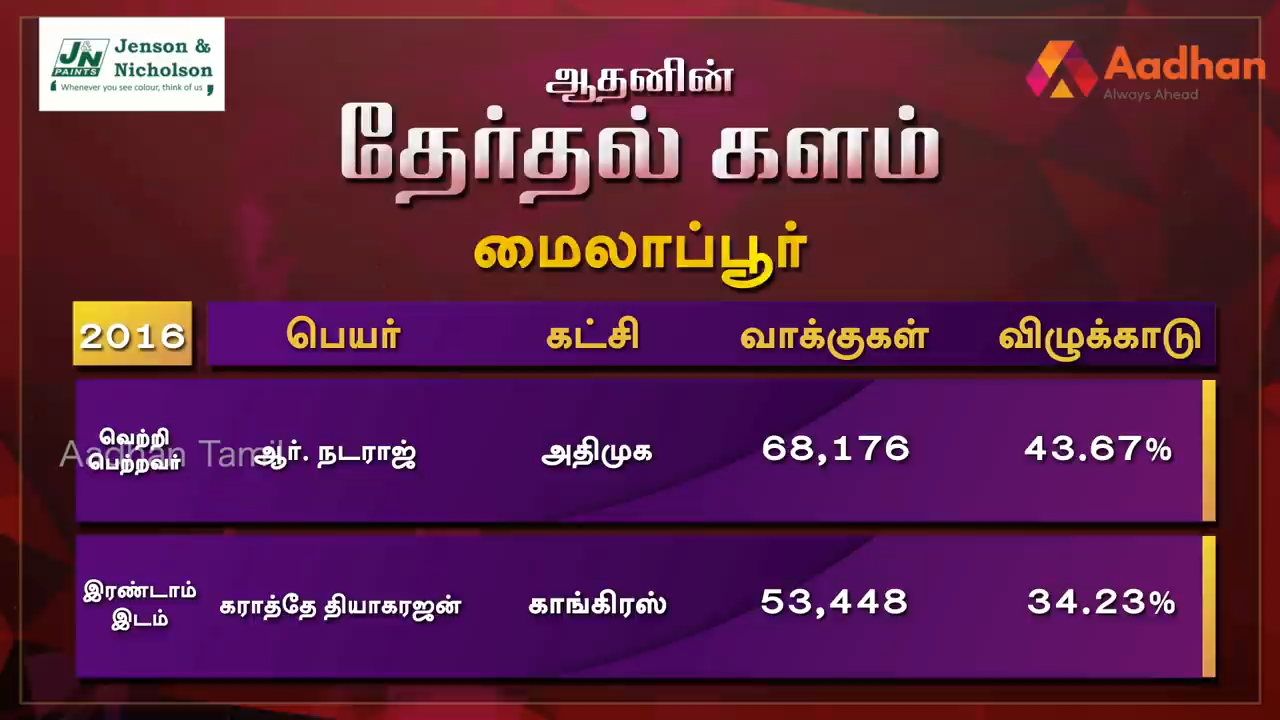 Jenson &
Nicholson
J&N
PAINTS
Whenever you see colour, think of us
Aadhan
Always Ahead
ஆதனின்
தேர்தல் களம்
மைலாப்பூர்
2016 பெயர் கட்சி வாக்குகள் விழுக்காடு
வெற்றி
பெற்றவர் ஆர். நடராஜ் அதிமுக 68,176 43.67%
Aadhan Tamil
இரண்டாம்
இடம் கராத்தே தியாகரஜன் காங்கிரஸ் 53,448 34.23%